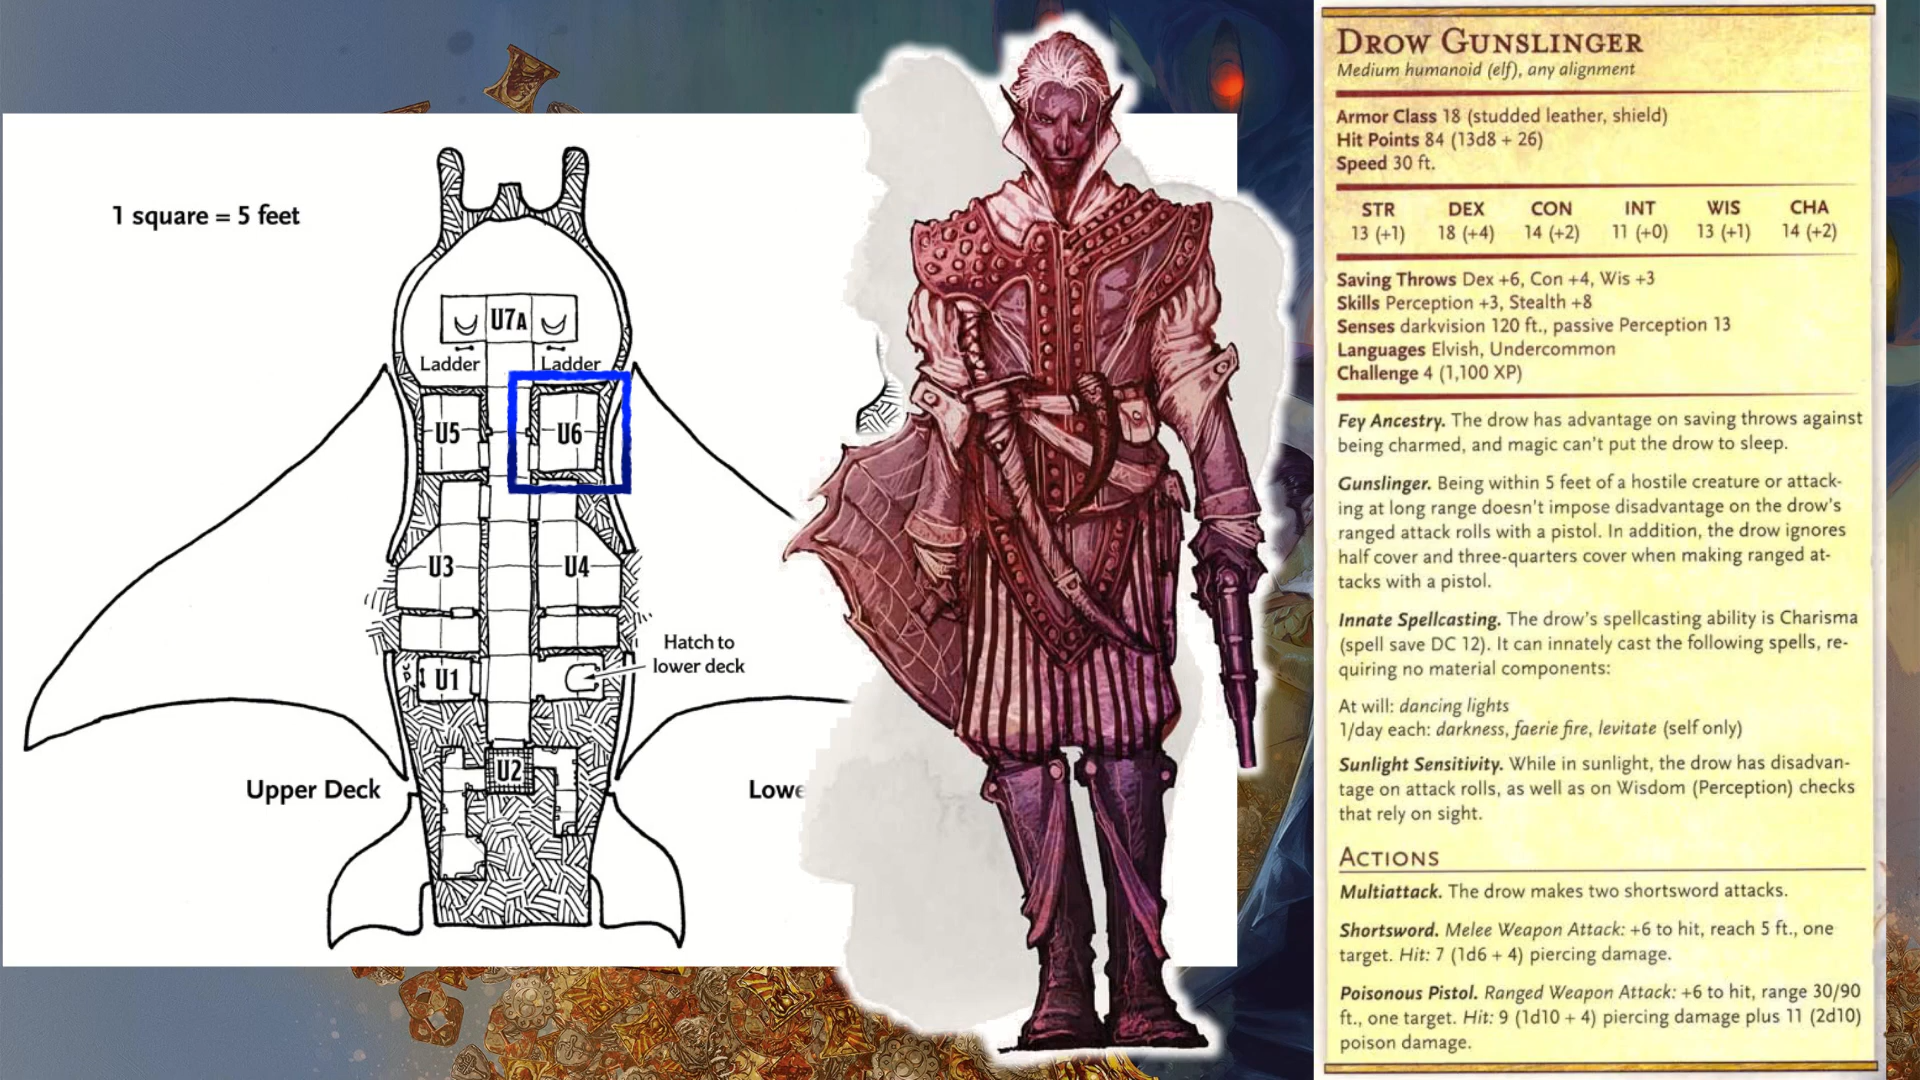 1 square = 5 feet
U7A
Ladder
Ladder
U5
U6
U3
U4
Hatch to
lower deck
U1
U2
Upper Deck
Lowe
DROW GUNSLINGER
Medium humanoid (elf), any alignment
Armor Class 18 (studded leather, shield)
Hit Points 84 (13d8 + 26)
Speed 30 ft.
STR DEX CON INT WIS CHA
13 (+1) 18 (+4) 14 (+2) 11 (+0) 13 (+1) 14 (+2)
Saving Throws Dex +6, Con +4, Wis +3
Skills Perception +3, Stealth +8
Senses darkvision 120 ft., passive Perception 13
Languages Elvish, Undercommon
Challenge 4 (1,100 XP)
Fey Ancestry. The drow has advantage on saving throws against
being charmed, and magic can't put the drow to sleep.
Gunslinger. Being within 5 feet of a hostile creature or attack-
ing at long range doesn't impose disadvantage on the drow's
ranged attack rolls with a pistol. In addition, the drow ignores
half cover and three-quarters cover when making ranged at-
tacks with a pistol.
Innate Spellcasting. The drow's spellcasting ability is Charisma
(spell save DC 12). It can innately cast the following spells, re-
quiring no material components:
At will: dancing lights
1/day each: darkness, faerie fire, levitate (self only)
Sunlight Sensitivity. While in sunlight, the drow has disadvan-
tage on attack rolls, as well as on Wisdom (Perception) checks
that rely on sight.
ACTIONS
Multiattack. The drow makes two shortsword attacks.
Shortsword. Melee Weapon Attack: +6 to hit, reach 5 ft., one
target. Hit: 7 (1d6 + 4) piercing damage.
Poisonous Pistol. Ranged Weapon Attack: +6 to hit, range 30/90
ft., one target. Hit: 9 (1d10 + 4) piercing damage plus 11 (2d10)
poison damage.